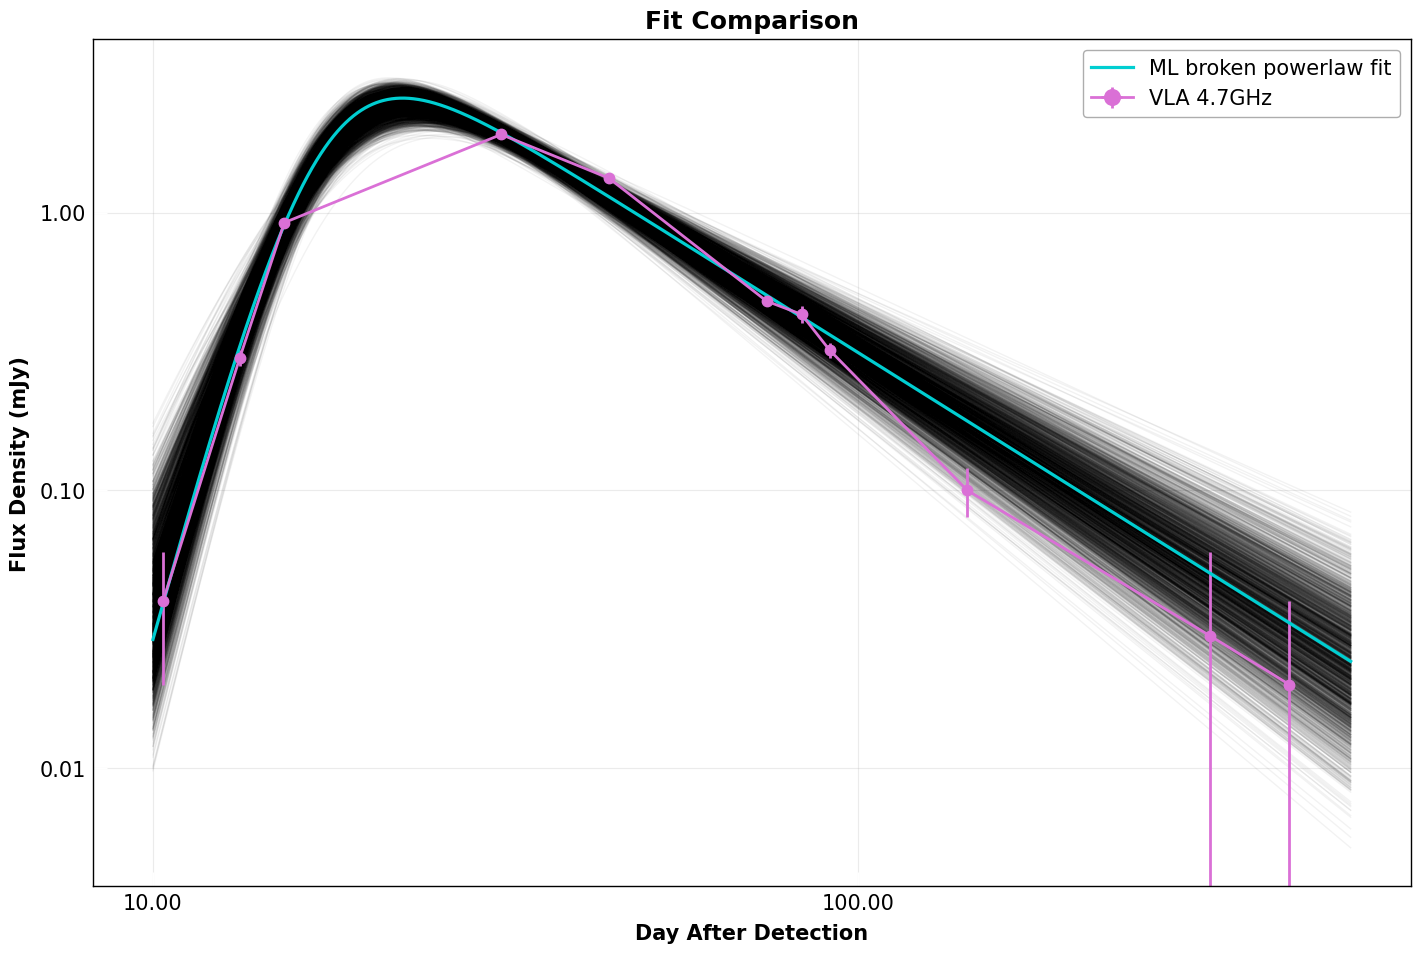 Fit Comparison
ML broken powerlaw fit
VLA 4.7GHz
Flux Density (mJy)
1.00
0.10
0.01
10.00
100.00
Day After Detection